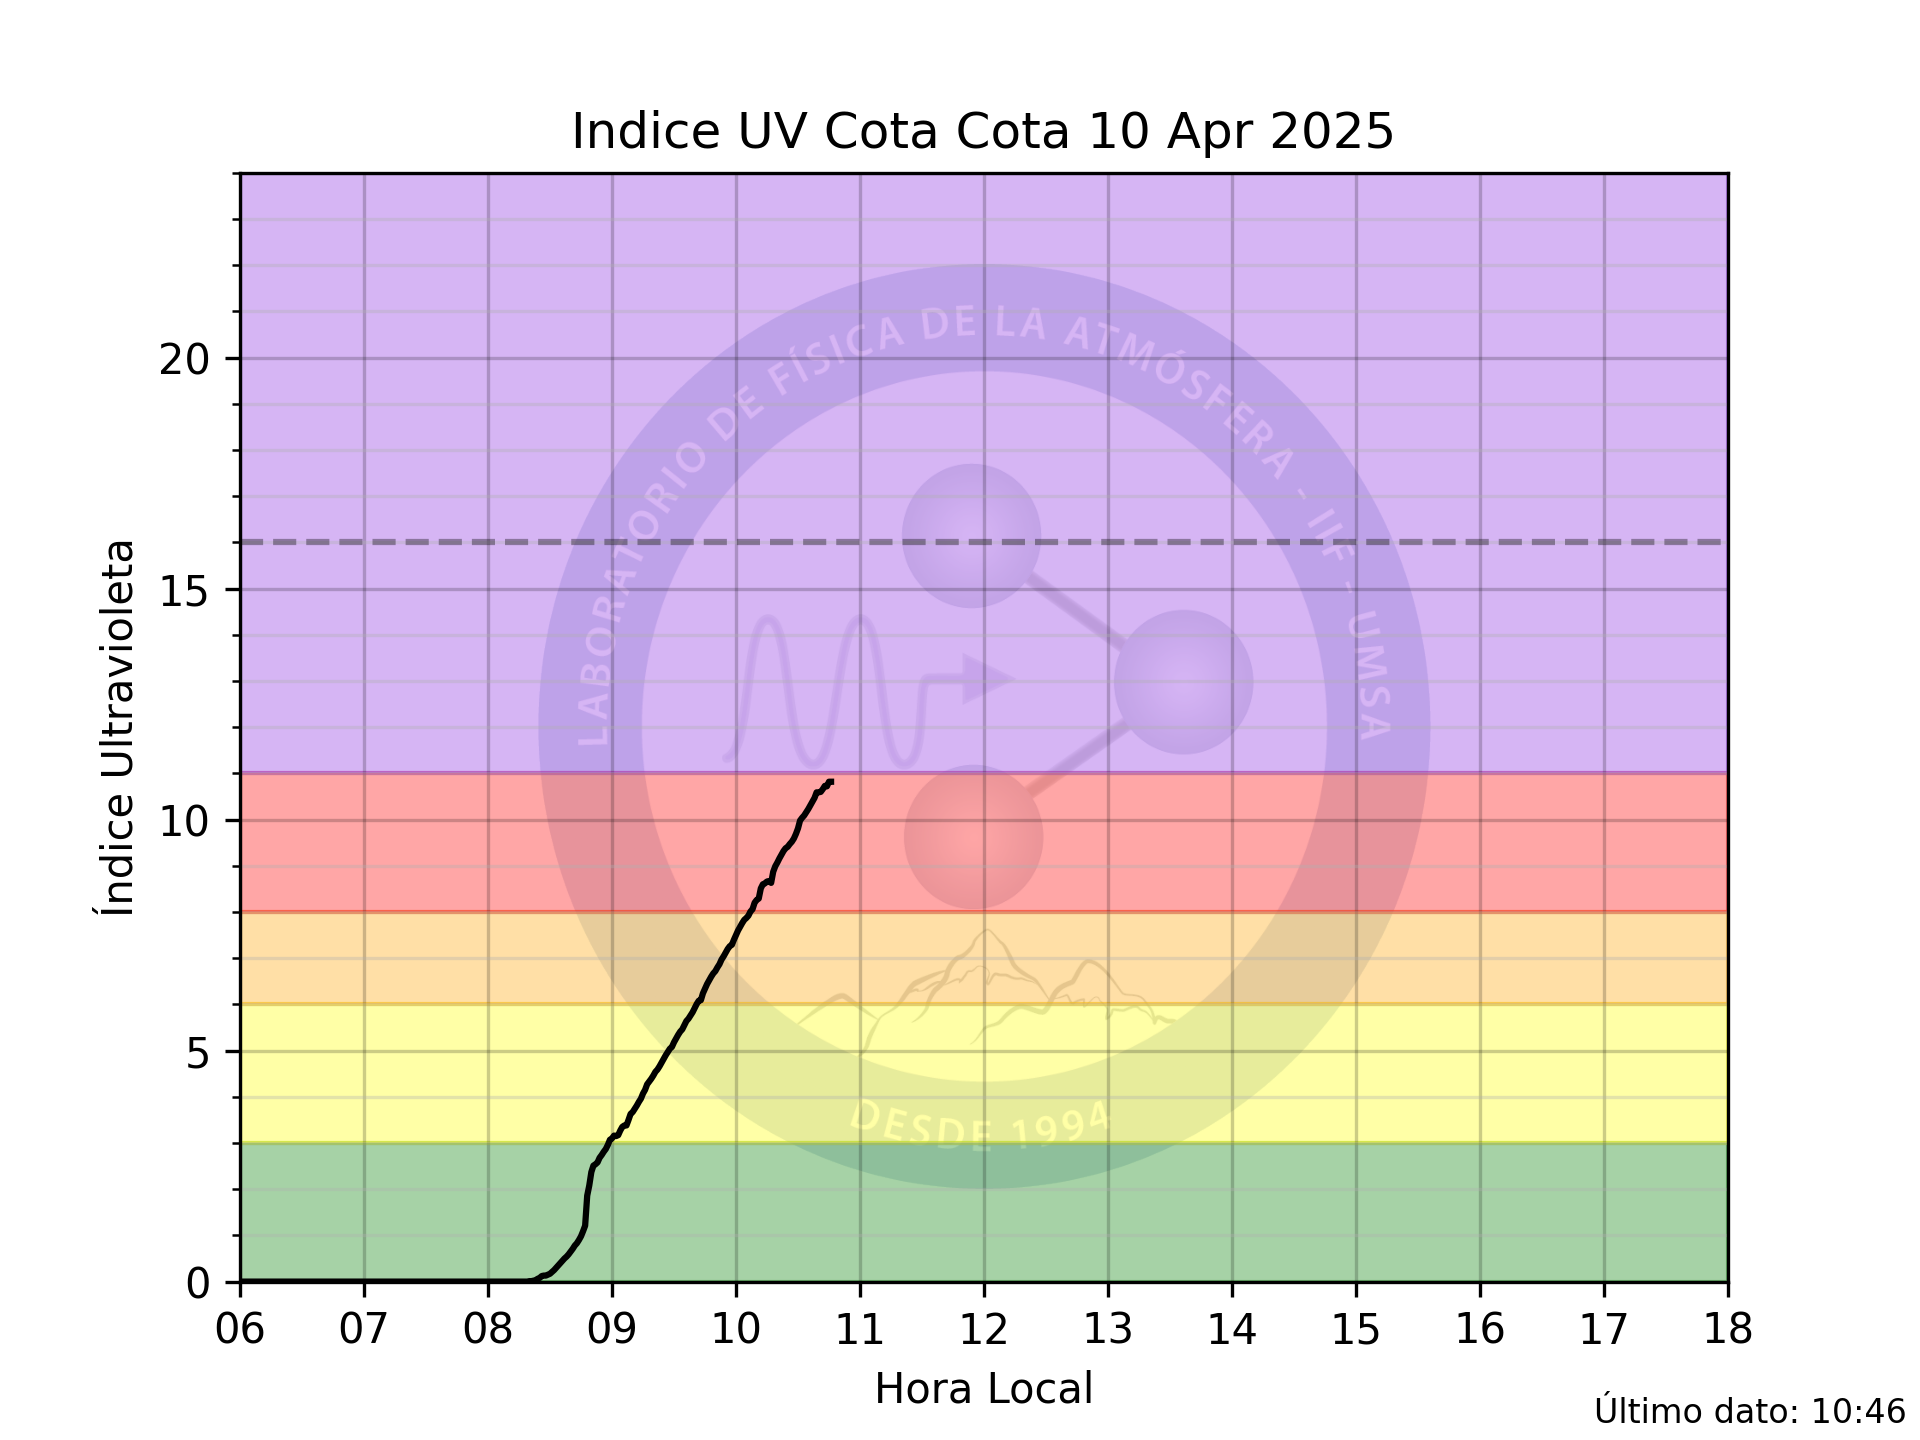 Indice UV Cota Cota 10 Apr 2025
Índice Ultravioleta
20
15
10
5
0
LABORATORIO DE FÍSICA DE LA ATMÓSFERA - IIF - UMSA
DESDE 1994
06 07 08 09 10 11 12 13 14 15 16 17 18
Hora Local
Último dato: 10:46